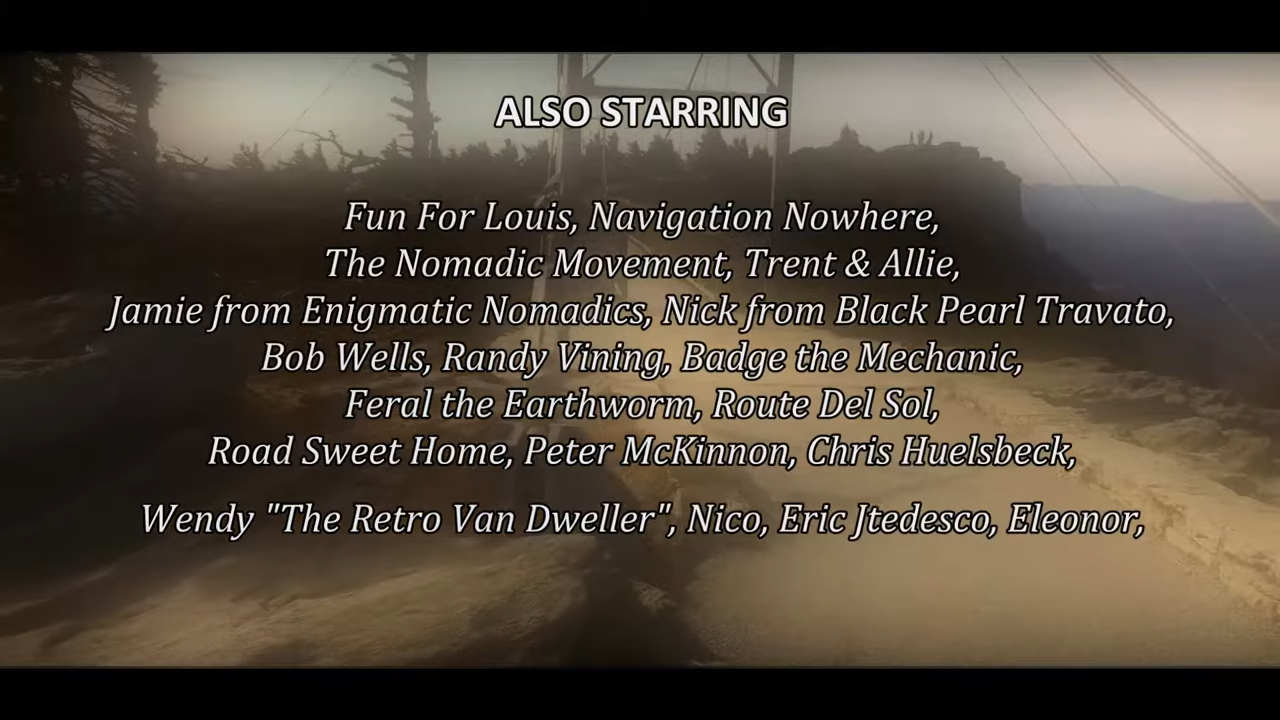 ALSO STARRING
Fun For Louis, Navigation Nowhere,
The Nomadic Movement, Trent & Allie,
Jamie from Enigmatic Nomadics, Nick from Black Pearl Travato,
Bob Wells, Randy Vining, Badge the Mechanic,
Feral the Earthworm, Route Del Sol,
Road Sweet Home, Peter McKinnon, Chris Huelsbeck,
Wendy "The Retro Van Dweller", Nico, Eric Jtedesco, Eleonor,